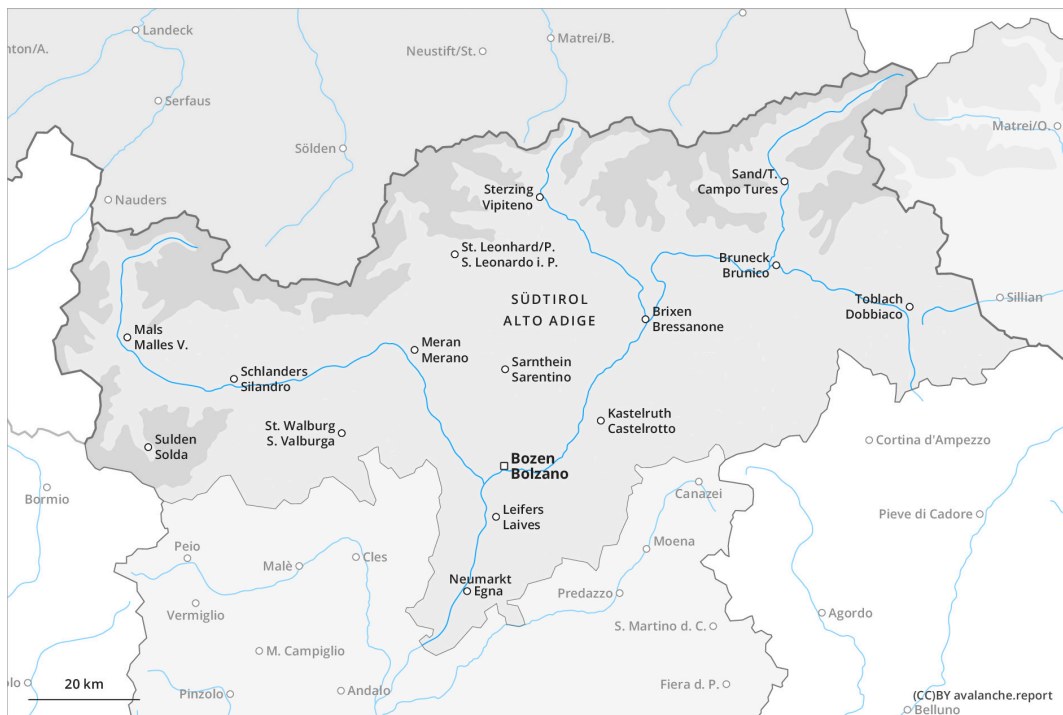 Landeck
nton/A.
Neustift/St.
Matrei/B.
Serfaus
Matrei/O.
Sölden
Sand/T.
Campo Tures
Nauders
Sterzing
Vipiteno
St. Leonhard/P.
S. Leonardo i. P.
Bruneck
Brunico
SÜDTIROL
ALTO ADIGE
Toblach
Dobbiaco
Sillian
Brixen
Bressanone
Mals
Malles V.
Meran
Merano
Sarnthein
Sarentino
Schlanders
Silandro
Kastelruth
Castelrotto
St. Walburg
S. Valburga
Sulden
Solda
Cortina d'Ampezzo
Bozen
Bolzano
Bormio
Canazei
Leifers
Laives
Pieve di Cadore
Peio
Malè
Cles
Moena
Neumarkt
Egna
Predazzo
Vermiglio
Agordo
S. Martino d. C.
M. Campiglio
olo
20 km
Pinzolo
Andalo
Fiera d. P.
(CC)BY avalanche.report
Belluno